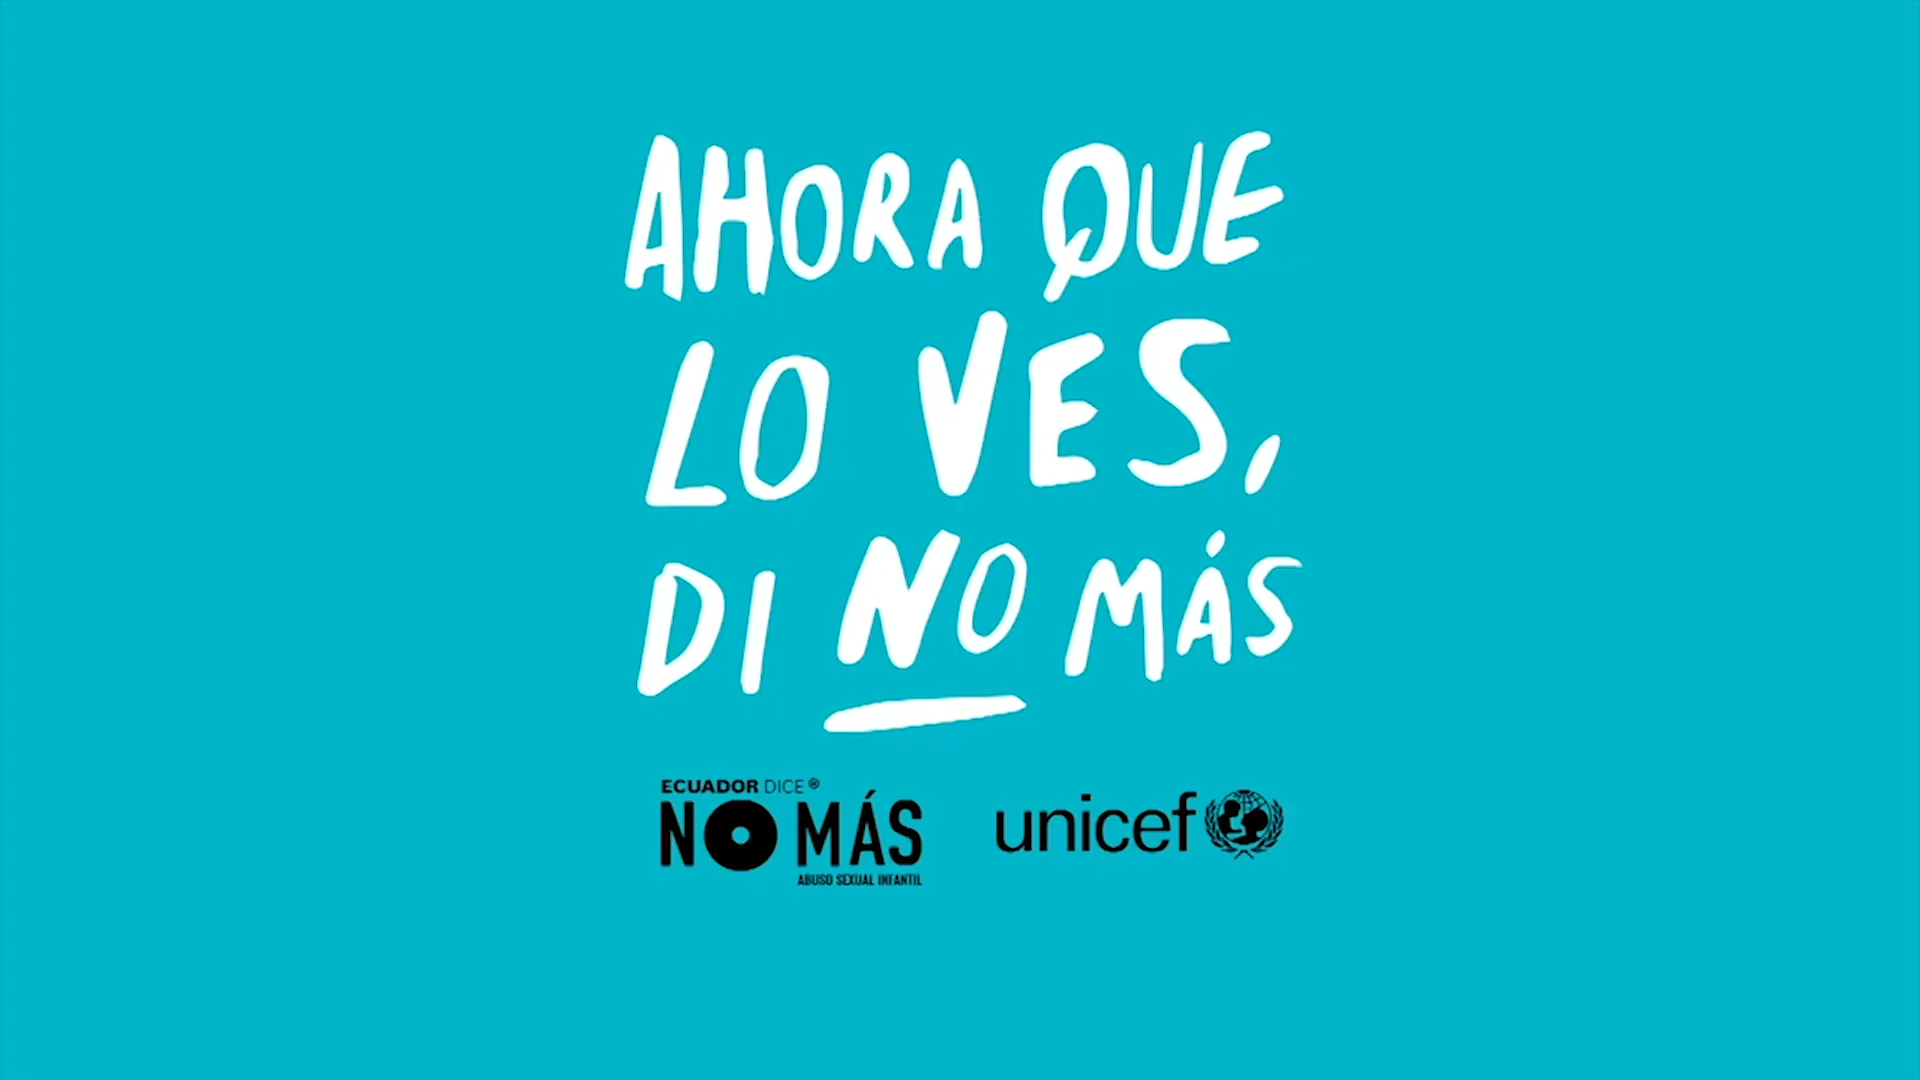 AHORA QUE
LO VES,
DI NO MÁS
ECUADOR DICE®
NO MÁS
ABUSO SEXUAL INFANTIL
unicef